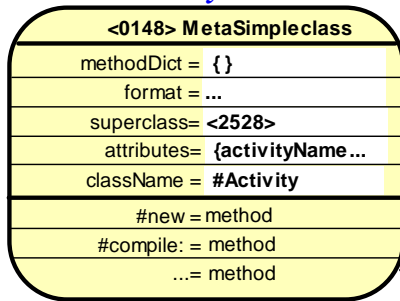 <0148> MetaSimpleclass
methodDict = {}
format = ...
superclass= <2528>
attributes= {activityName...
className = #Activity
#new = method
#compile: = method
...= method